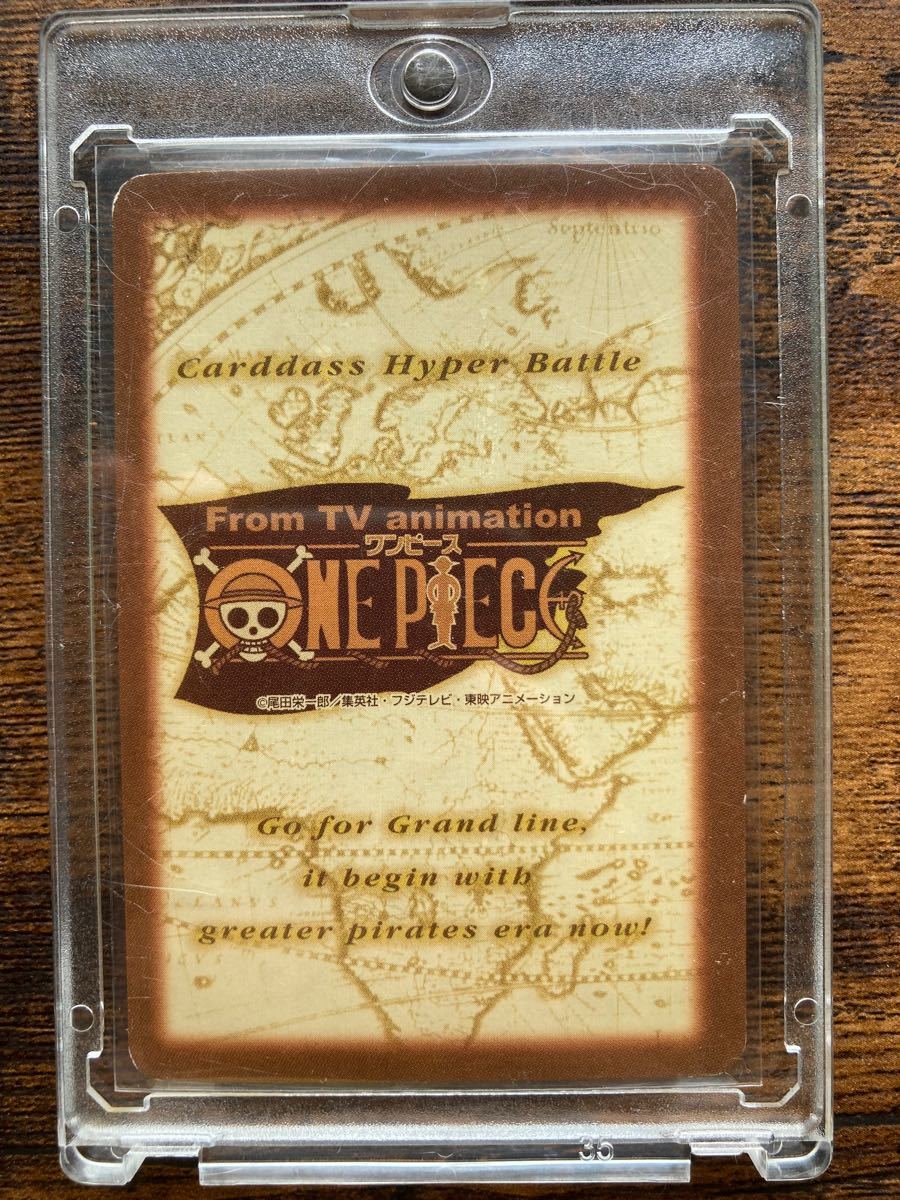 Septentrio
Carddass Hyper Battle
From TV animation
ワンピース
ONE PIECE
©尾田栄一郎／集英社・フジテレビ・東映アニメーション
Go for Grand line,
it begin with
greater pirates era now!
35